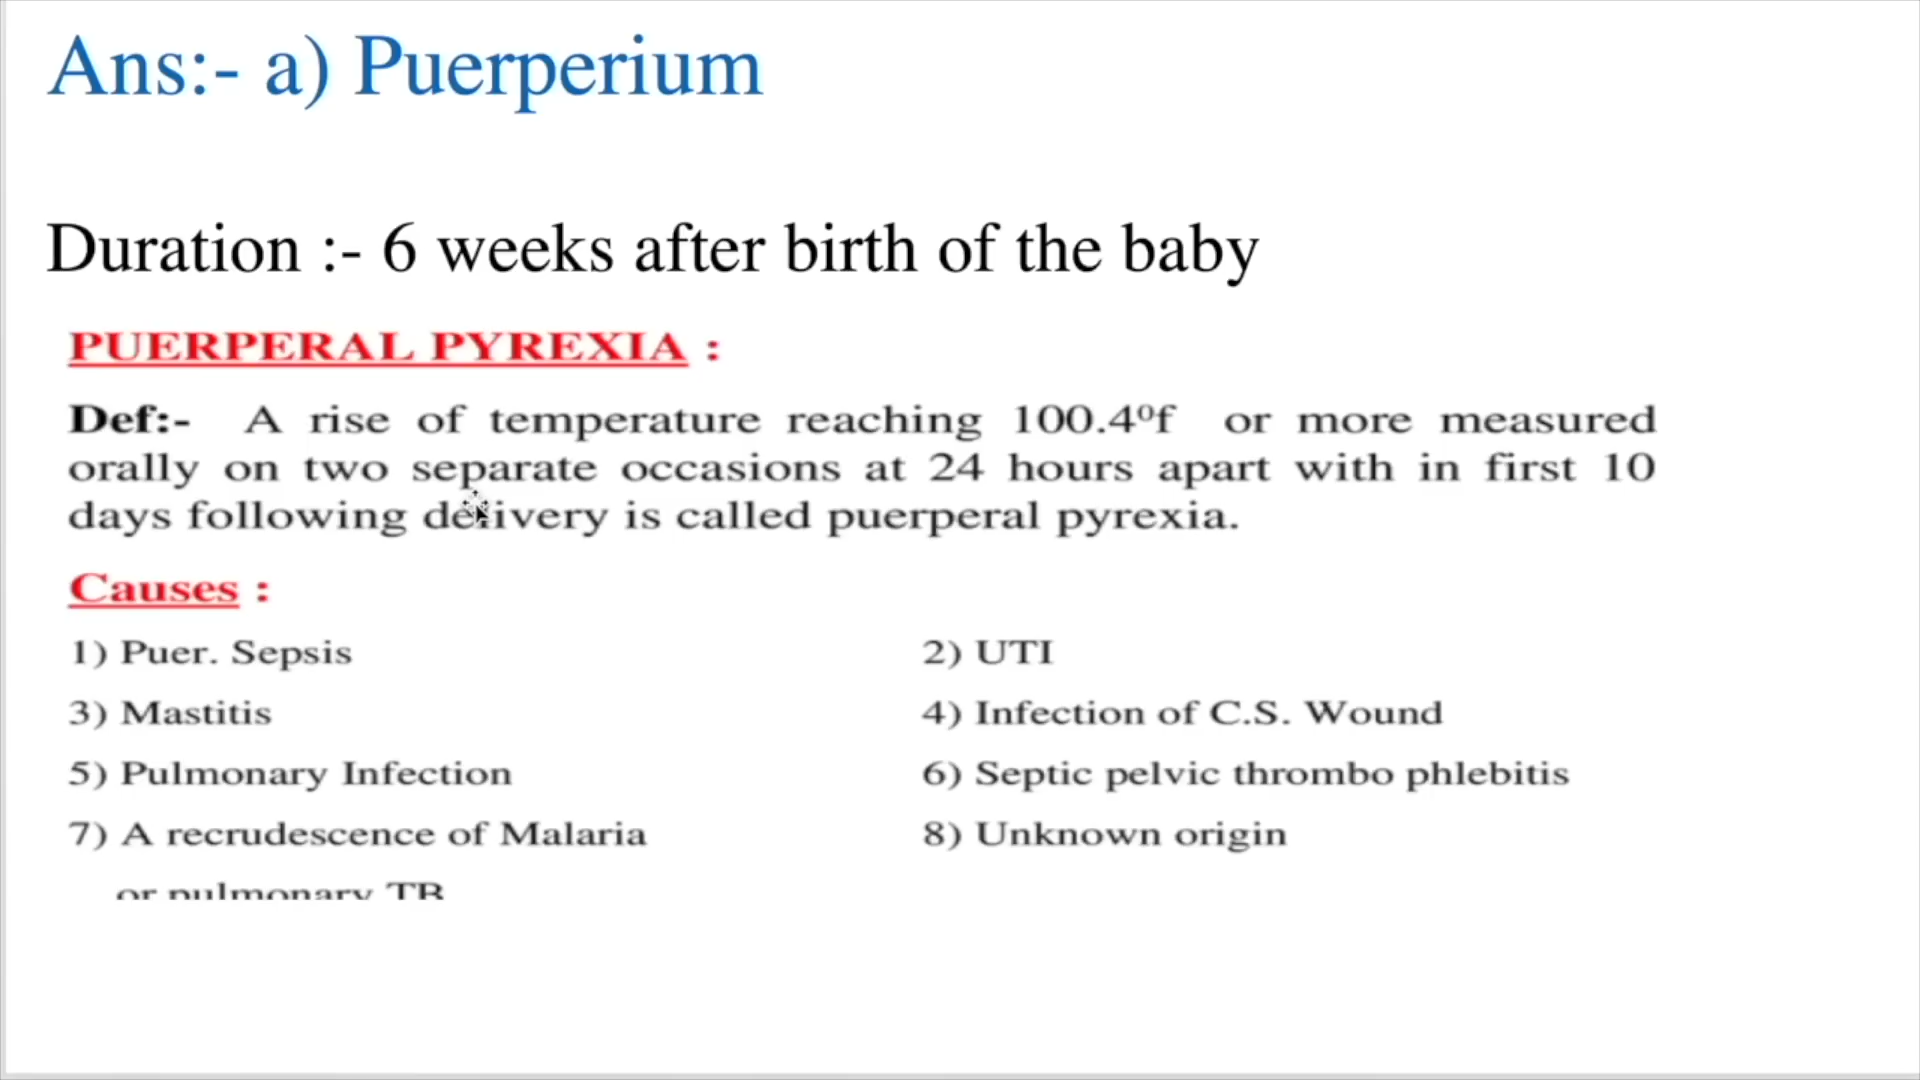 Ans:- a) Puerperium
Duration :- 6 weeks after birth of the baby
PUERPERAL PYREXIA :
Def:- A rise of temperature reaching 100.4⁰f or more measured
orally on two separate occasions at 24 hours apart with in first 10
days following delivery is called puerperal pyrexia.
Causes :
1) Puer. Sepsis 2) UTI
3) Mastitis 4) Infection of C.S. Wound
5) Pulmonary Infection 6) Septic pelvic thrombo phlebitis
7) A recrudescence of Malaria 8) Unknown origin
or pulmonary TB